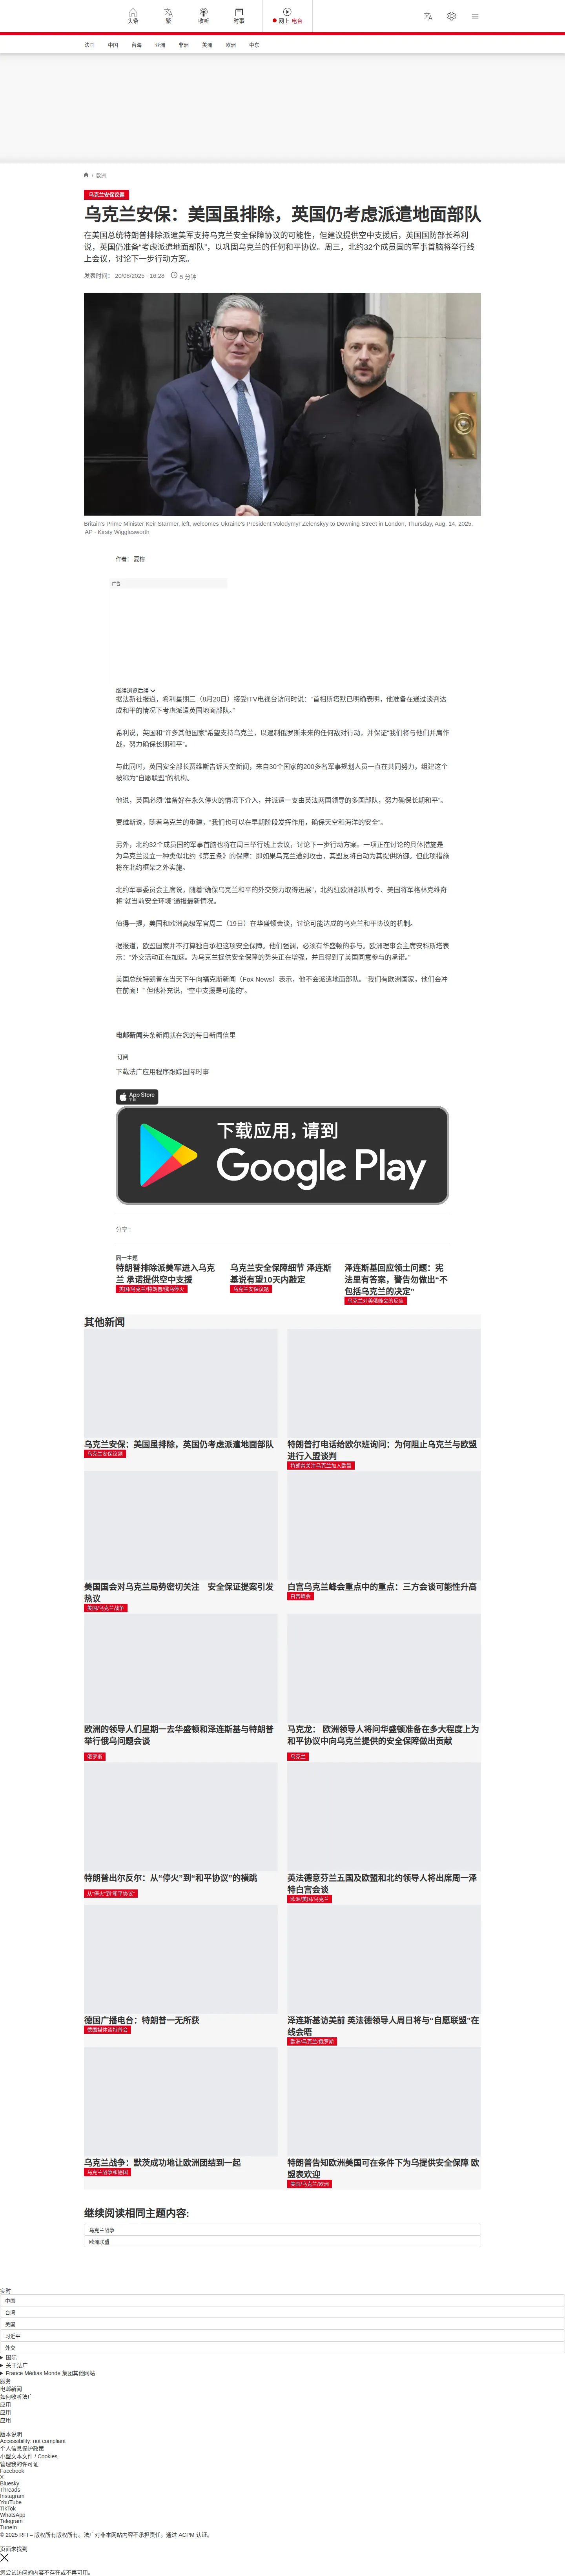 头条
繁
收听
时事
网上 电台
法国
中国
台海
亚洲
非洲
美洲
欧洲
中东
/ 欧洲
乌克兰安保议题
乌克兰安保：美国虽排除，英国仍考虑派遣地面部队
在美国总统特朗普排除派遣美军支持乌克兰安全保障协议的可能性，但建议提供空中支援后，英国国防部长希利
说，英国仍准备“考虑派遣地面部队”，以巩固乌克兰的任何和平协议。周三，北约32个成员国的军事首脑将举行线
上会议，讨论下一步行动方案。
发表时间： 20/08/2025 - 16:28
5 分钟
Britain's Prime Minister Keir Starmer, left, welcomes Ukraine's President Volodymyr Zelenskyy to Downing Street in London, Thursday, Aug. 14, 2025.
AP - Kirsty Wigglesworth
作者： 夏榕
广告
继续浏览后续
据法新社报道，希利星期三（8月20日）接受ITV电视台访问时说：“首相斯塔默已明确表明，他准备在通过谈判达
成和平的情况下考虑派遣英国地面部队。”
希利说，英国和“许多其他国家”希望支持乌克兰，以遏制俄罗斯未来的任何敌对行动，并保证“我们将与他们并肩作
战，努力确保长期和平”。
与此同时，英国安全部长贾维斯告诉天空新闻，来自30个国家的200多名军事规划人员一直在共同努力，组建这个
被称为“自愿联盟”的机构。
他说，英国必须“准备好在永久停火的情况下介入，并派遣一支由英法两国领导的多国部队，努力确保长期和平”。
贾维斯说，随着乌克兰的重建，“我们也可以在早期阶段发挥作用，确保天空和海洋的安全”。
另外，北约32个成员国的军事首脑也将在周三举行线上会议，讨论下一步行动方案。一项正在讨论的具体措施是
为乌克兰设立一种类似北约《第五条》的保障：即如果乌克兰遭到攻击，其盟友将自动为其提供防御。但此项措施
将在北约框架之外实施。
北约军事委员会主席说，随着“确保乌克兰和平的外交努力取得进展”，北约驻欧洲部队司令、美国将军格林克维奇
将“就当前安全环境”通报最新情况。
值得一提，美国和欧洲高级军官周二（19日）在华盛顿会谈，讨论可能达成的乌克兰和平协议的机制。
据报道，欧盟国家并不打算独自承担这项安全保障。他们强调，必须有华盛顿的参与。欧洲理事会主席安科斯塔表
示：“外交活动正在加速。为乌克兰提供安全保障的势头正在增强，并且得到了美国同意参与的承诺。”
美国总统特朗普在当天下午向福克斯新闻（Fox News）表示，他不会派遣地面部队。“我们有欧洲国家，他们会冲
在前面！” 但他补充说，“空中支援是可能的”。
电邮新闻头条新闻就在您的每日新闻信里
订阅
下载法广应用程序跟踪国际时事
App Store
下载
下载应用，请到
Google Play
分享 :
同一主题
特朗普排除派美军进入乌克
兰 承诺提供空中支援
美国/乌克兰/特朗普/俄乌停火
乌克兰安全保障细节 泽连斯
基说有望10天内敲定
乌克兰安保议题
泽连斯基回应领土问题：宪
法里有答案，警告勿做出“不
包括乌克兰的决定”
乌克兰对美俄峰会的反应
其他新闻
乌克兰安保：美国虽排除，英国仍考虑派遣地面部队
乌克兰安保议题
特朗普打电话给欧尔班询问：为何阻止乌克兰与欧盟
进行入盟谈判
特朗普关注乌克兰加入欧盟
美国国会对乌克兰局势密切关注 安全保证提案引发
热议
美国/乌克兰战争
白宫乌克兰峰会重点中的重点：三方会谈可能性升高
白宫峰会
欧洲的领导人们星期一去华盛顿和泽连斯基与特朗普
举行俄乌问题会谈
俄罗斯
马克龙： 欧洲领导人将问华盛顿准备在多大程度上为
和平协议中向乌克兰提供的安全保障做出贡献
乌克兰
特朗普出尔反尔：从“停火”到“和平协议”的横跳
从“停火”到“和平协议”
英法德意芬兰五国及欧盟和北约领导人将出席周一泽
特白宫会谈
欧洲/美国/乌克兰
德国广播电台：特朗普一无所获
德国媒体谈特普会
泽连斯基访美前 英法德领导人周日将与“自愿联盟”在
线会晤
欧洲/乌克兰/俄罗斯
乌克兰战争：默茨成功地让欧洲团结到一起
乌克兰战争和德国
特朗普告知欧洲美国可在条件下为乌提供安全保障 欧
盟表欢迎
美国/乌克兰/欧洲
继续阅读相同主题内容:
乌克兰战争
欧洲联盟
实时
中国
台湾
美国
习近平
外交
国际
关于法广
France Médias Monde 集团其他网站
服务
电邮新闻
如何收听法广
应用
应用
应用
版本说明
Accessibility: not compliant
个人信息保护政策
小型文本文件 / Cookies
管理我的许可证
Facebook
X
Bluesky
Threads
Instagram
YouTube
TikTok
WhatsApp
Telegram
TuneIn
© 2025 RFI – 版权所有版权所有。法广对非本网站内容不承担责任。通过 ACPM 认证。
页面未找到
您尝试访问的内容不存在或不再可用。